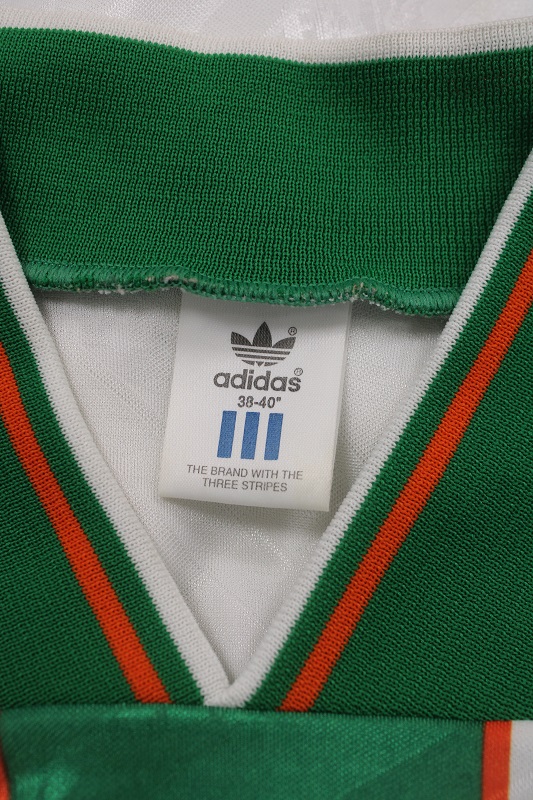 ®
adidas®
38-40"
THE BRAND WITH THE
THREE STRIPES